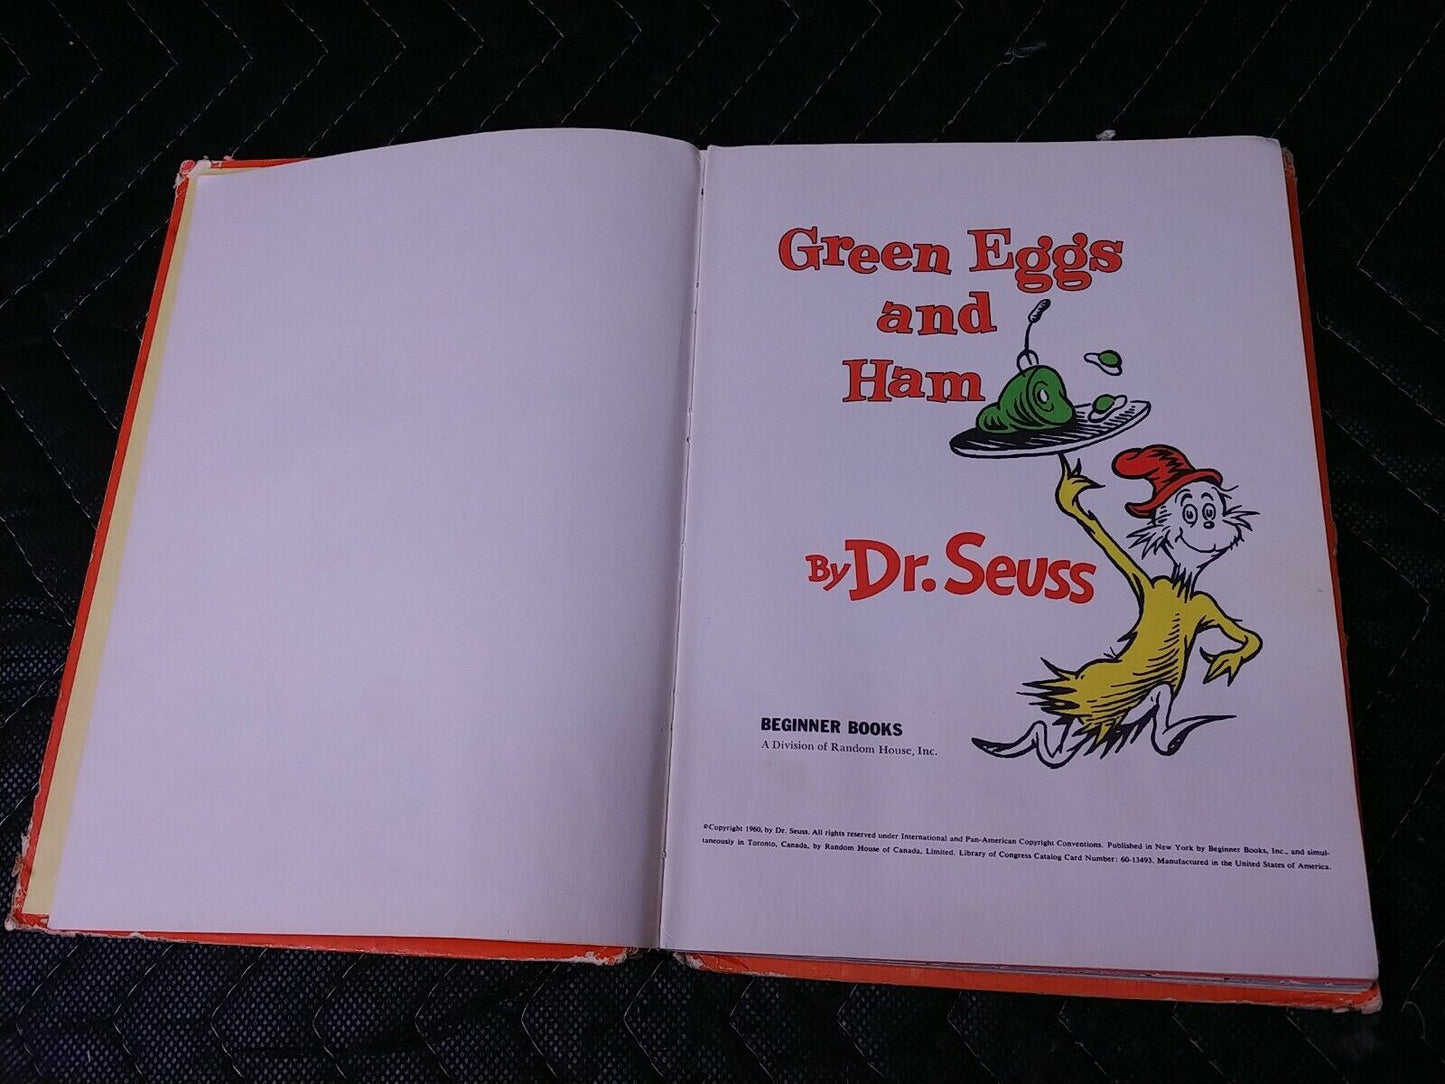 Green Eggs
and
Ham
By Dr. Seuss
BEGINNER BOOKS
A Division of Random House, Inc.
©Copyright 1960, by Dr. Seuss. All rights reserved under International and Pan-American Copyright Conventions. Published in New York by Beginner Books, Inc., and simul-
taneously in Toronto, Canada, by Random House of Canada, Limited. Library of Congress Catalog Card Number: 60-13493. Manufactured in the United States of America.